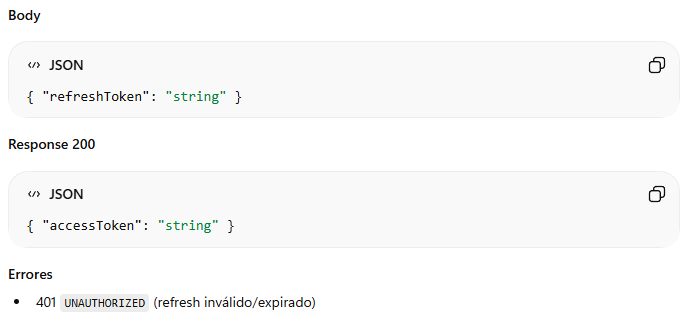 Body
JSON
{ "refreshToken": "string" }
Response 200
JSON
{ "accessToken": "string" }
Errores
• 401 UNAUTHORIZED (refresh inválido/expirado)